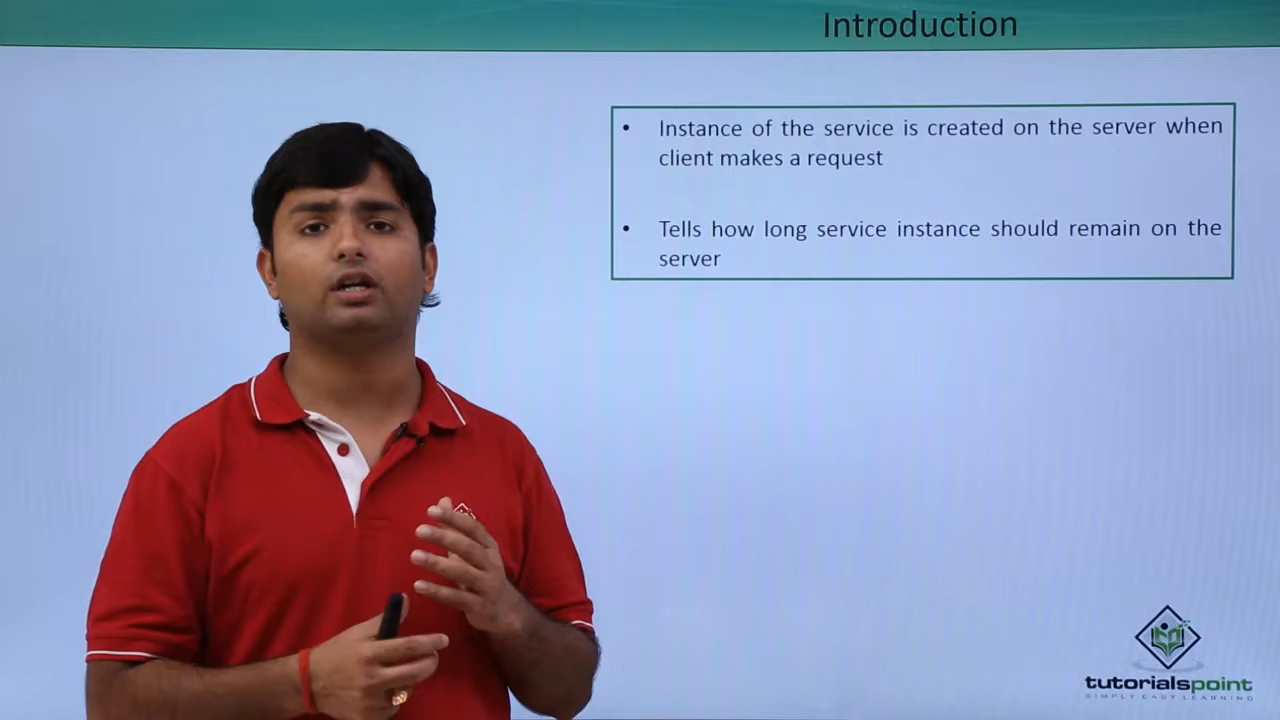 Introduction
• Instance of the service is created on the server when
client makes a request
• Tells how long service instance should remain on the
server
tutorialspoint
SIMPLY EASY LEARNING